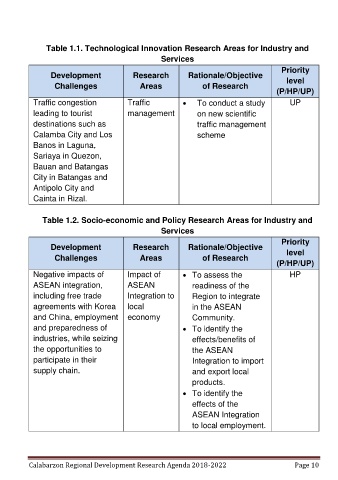 Table 1.1. Technological Innovation Research Areas for Industry and
Services
Development
Challenges
Research
Areas
Rationale/Objective
of Research
Priority
level
(P/HP/UP)
Traffic congestion
leading to tourist
destinations such as
Calamba City and Los
Banos in Laguna,
Sariaya in Quezon,
Bauan and Batangas
City in Batangas and
Antipolo City and
Cainta in Rizal.
Traffic
management
• To conduct a study
on new scientific
traffic management
scheme
UP
Table 1.2. Socio-economic and Policy Research Areas for Industry and
Services
Development
Challenges
Research
Areas
Rationale/Objective
of Research
Priority
level
(P/HP/UP)
Negative impacts of
ASEAN integration,
including free trade
agreements with Korea
and China, employment
and preparedness of
industries, while seizing
the opportunities to
participate in their
supply chain.
Impact of
ASEAN
Integration to
local
economy
• To assess the
readiness of the
Region to integrate
in the ASEAN
Community.
• To identify the
effects/benefits of
the ASEAN
Integration to import
and export local
products.
• To identify the
effects of the
ASEAN Integration
to local employment.
HP
Calabarzon Regional Development Research Agenda 2018-2022
Page 10